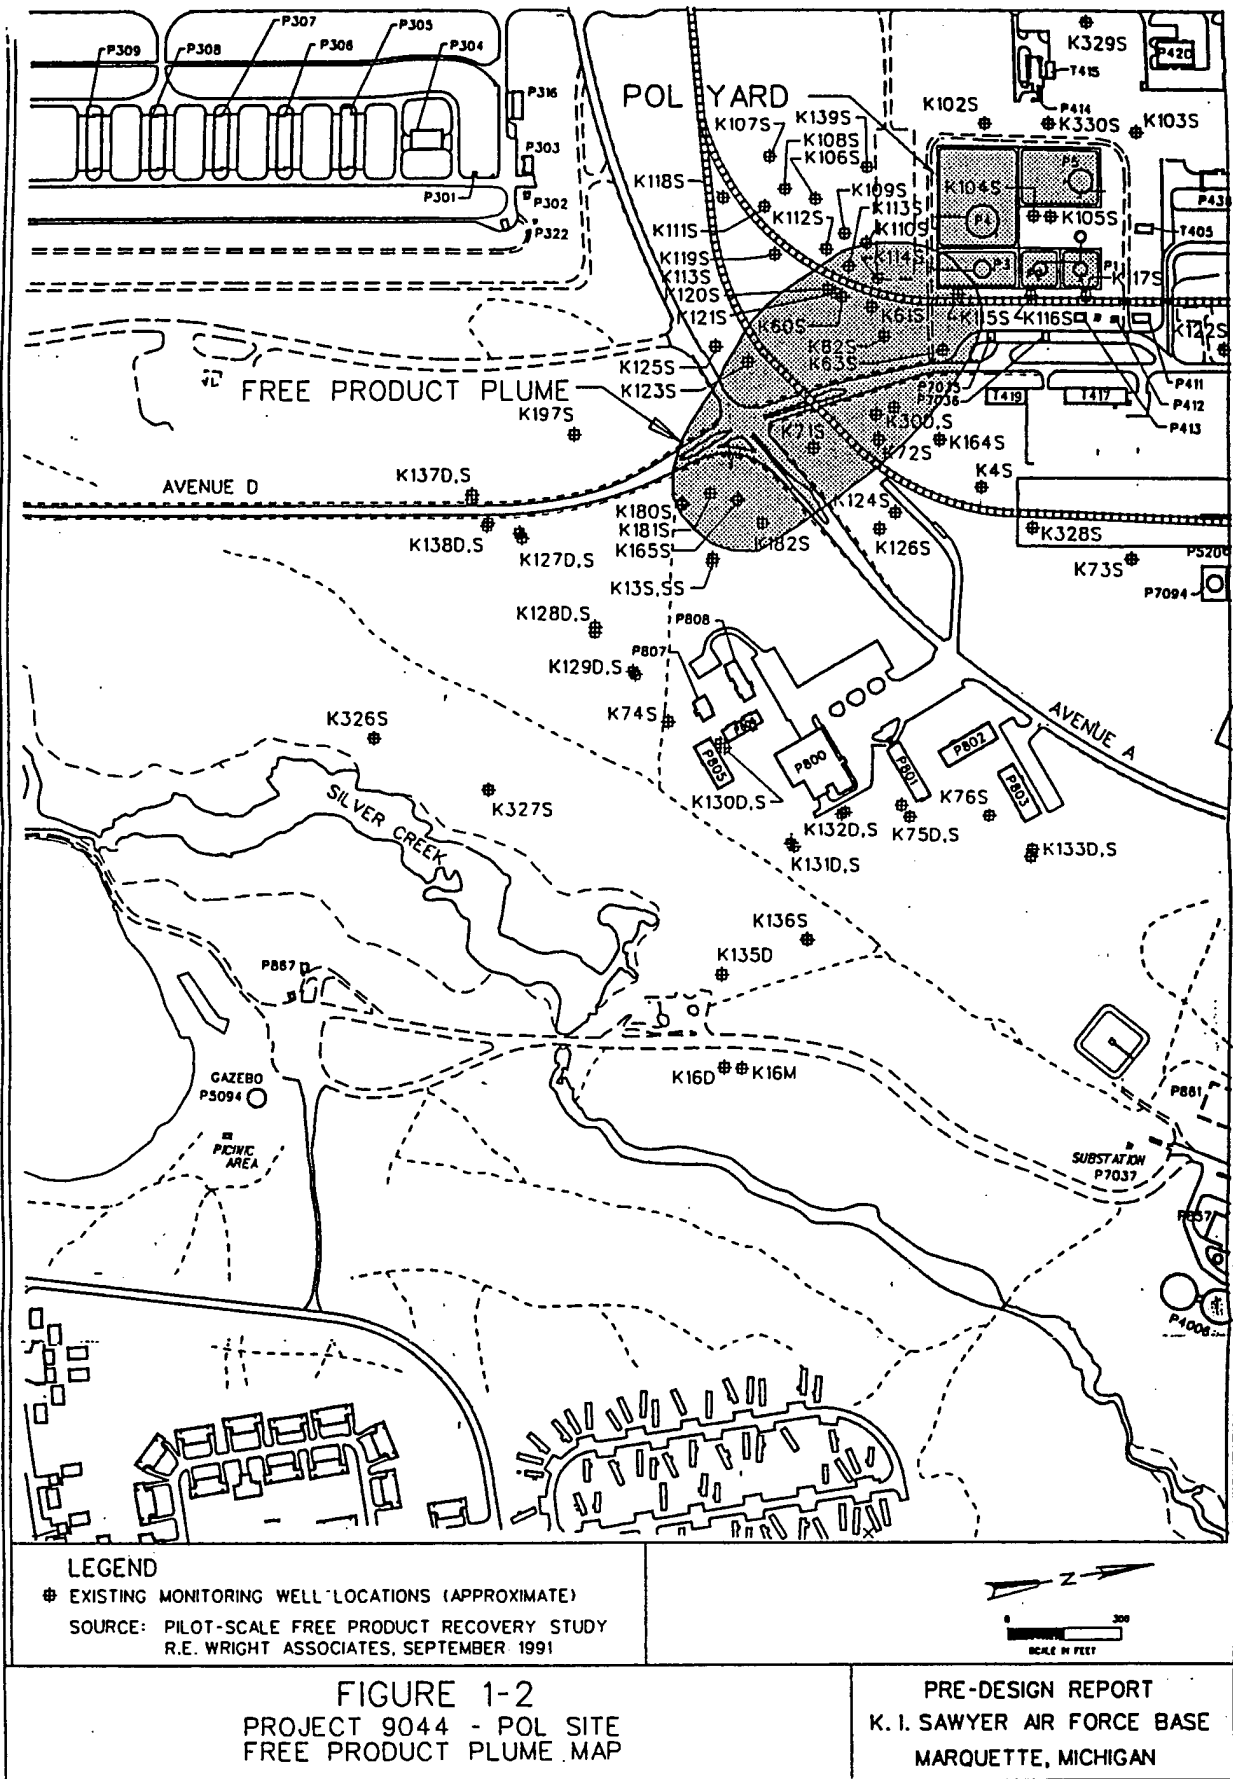 P309
P308
P307
P306
P305
P304
P316
P303
P301
P302
P322
POL YARD
K107S
K139S
K108S
K106S
K118S
K109S
K112S
K113S
K111S
K110S
K119S
K114S
K113S
K120S
K121S
K60S
K61S
K62S
K63S
K125S
K123S
K102S
K329S
T415
P420
P414
K330S
K103S
P5
K104S
K105S
P4
P3
P1
K117S
T405
K115S
K116S
K122S
P7035
P7036
T419
T417
P411
P412
P413
FREE PRODUCT PLUME
K197S
K71S
K30D,S
K72S
K164S
K4S
AVENUE D
K137D,S
K138D,S
K127D,S
K180S
K181S
K165S
K182S
K124S
K126S
K328S
K73S
P520
P7094
K13S,SS
K128D,S
K129D,S
P808
P807
K74S
K326S
K327S
P805
P800
P801
P802
P803
AVENUE A
K130D,S
K132D,S
K75D,S
K76S
K131D,S
K133D,S
SILVER CREEK
K136S
K135D
P887
K16D
K16M
GAZEBO
P5094
PICINIC
AREA
P881
SUBSTATION
P7037
P857
P4006
LEGEND
EXISTING MONITORING WELL LOCATIONS (APPROXIMATE)
SOURCE: PILOT-SCALE FREE PRODUCT RECOVERY STUDY
R.E. WRIGHT ASSOCIATES, SEPTEMBER 1991
Z
0 300
SCALE IN FEET
FIGURE 1-2
PROJECT 9044 - POL SITE
FREE PRODUCT PLUME MAP
PRE-DESIGN REPORT
K. I. SAWYER AIR FORCE BASE
MARQUETTE, MICHIGAN